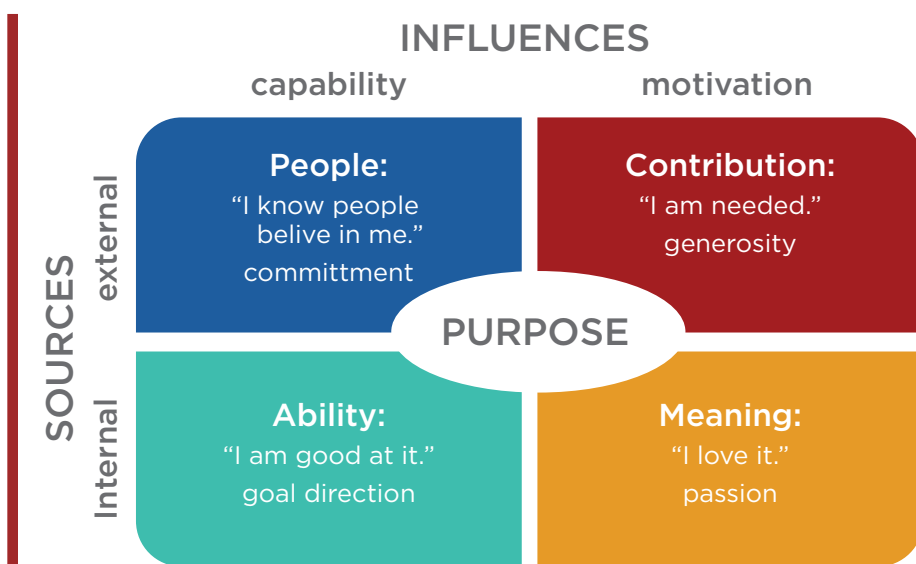 INFLUENCES
capability
motivation
SOURCES
external
People:
“I know people
belive in me.”
committment
Contribution:
“I am needed.”
generosity
PURPOSE
Internal
Ability:
“I am good at it.”
goal direction
Meaning:
“I love it.”
passion